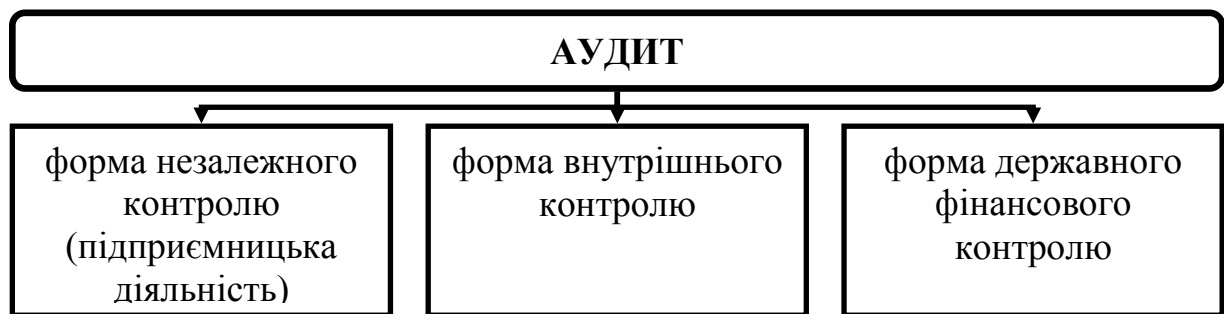 АУДИТ
форма незалежного
контролю
(підприємницька
діяльність)
форма внутрішнього
контролю
форма державного
фінансового
контролю